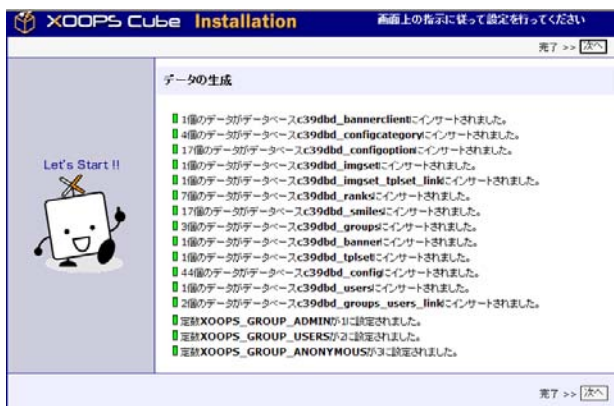 XOOPS Cube Installation 画面上の指示に従って設定を行ってください
完了 >> 次へ
データの生成
1個のデータがデータベースc39dbd_bannerclientにインサートされました。
4個のデータがデータベースc39dbd_configcategoryにインサートされました。
17個のデータがデータベースc39dbd_configoptionにインサートされました。
1個のデータがデータベースc39dbd_imgsetにインサートされました。
1個のデータがデータベースc39dbd_imgset_tplset_linkにインサートされました。
7個のデータがデータベースc39dbd_ranksにインサートされました。
17個のデータがデータベースc39dbd_smilesにインサートされました。
3個のデータがデータベースc39dbd_groupsにインサートされました。
1個のデータがデータベースc39dbd_bannerにインサートされました。
1個のデータがデータベースc39dbd_tplsetにインサートされました。
44個のデータがデータベースc39dbd_configにインサートされました。
1個のデータがデータベースc39dbd_usersにインサートされました。
2個のデータがデータベースc39dbd_groups_users_linkにインサートされました。
定数XOOPS_GROUP_ADMINが1に設定されました。
定数XOOPS_GROUP_USERSが2に設定されました。
定数XOOPS_GROUP_ANONYMOUSが3に設定されました。
Let's Start !!
完了 >> 次へ